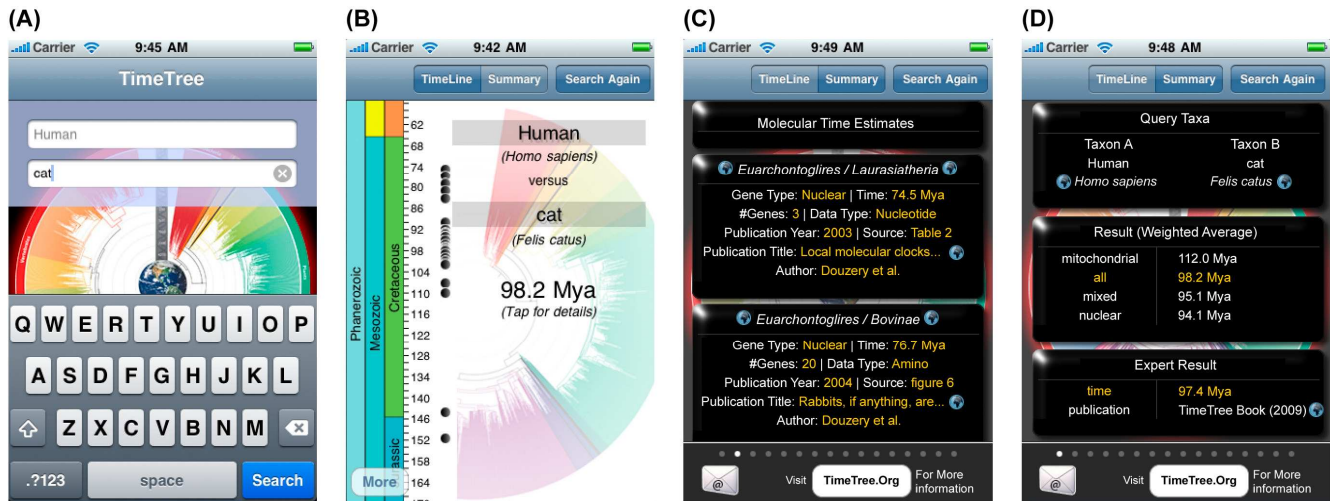 (A)
Carrier 9:45 AM
TimeTree
Human
cat
Q W E R T Y U I O P
A S D F G H J K L
Z X C V B N M
.?123 space Search
(B)
Carrier 9:42 AM
TimeLine Summary Search Again
Phanerozoic
Mesozoic
Cretaceous
62
74
80
86
92
98
104
110
116
122
128
134
140
146
152
158
164
Human
(Homo sapiens)
versus
cat
(Felis catus)
98.2 Mya
(Tap for details)
More
(C)
Carrier 9:49 AM
TimeLine Summary Search Again
Molecular Time Estimates
Euarchontoglires / Laurasiatheria
Gene Type: Nuclear | Time: 74.5 Mya
#Genes: 3 | Data Type: Nucleotide
Publication Year: 2003 | Source: Table 2
Publication Title: Local molecular clocks...
Author: Douzery et al.
Euarchontoglires / Bovinae
Gene Type: Nuclear | Time: 76.7 Mya
#Genes: 20 | Data Type: Amino
Publication Year: 2004 | Source: figure 6
Publication Title: Rabbits, if anything, are...
Author: Douzery et al.
@
Visit TimeTree.Org For More
information
(D)
Carrier 9:48 AM
TimeLine Summary Search Again
Query Taxa
Taxon A Taxon B
Human cat
Homo sapiens Felis catus
Result (Weighted Average)
mitochondrial 112.0 Mya
all 98.2 Mya
mixed 95.1 Mya
nuclear 94.1 Mya
Expert Result
time 97.4 Mya
publication TimeTree Book (2009)
@
Visit TimeTree.Org For More
information